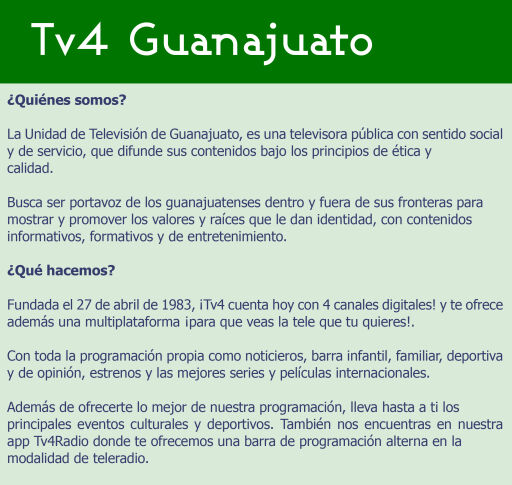 Tv4 Guanajuato
¿Quiénes somos?
La Unidad de Televisión de Guanajuato, es una televisora pública con sentido social
y de servicio, que difunde sus contenidos bajo los principios de ética y
calidad.
Busca ser portavoz de los guanajuatenses dentro y fuera de sus fronteras para
mostrar y promover los valores y raíces que le dan identidad, con contenidos
informativos, formativos y de entretenimiento.
¿Qué hacemos?
Fundada el 27 de abril de 1983, ¡Tv4 cuenta hoy con 4 canales digitales! y te ofrece
además una multiplataforma ¡para que veas la tele que tu quieres!.
Con toda la programación propia como noticieros, barra infantil, familiar, deportiva
y de opinión, estrenos y las mejores series y películas internacionales.
Además de ofrecerte lo mejor de nuestra programación, lleva hasta a ti los
principales eventos culturales y deportivos. También nos encuentras en nuestra
app Tv4Radio donde te ofrecemos una barra de programación alterna en la
modalidad de teleradio.